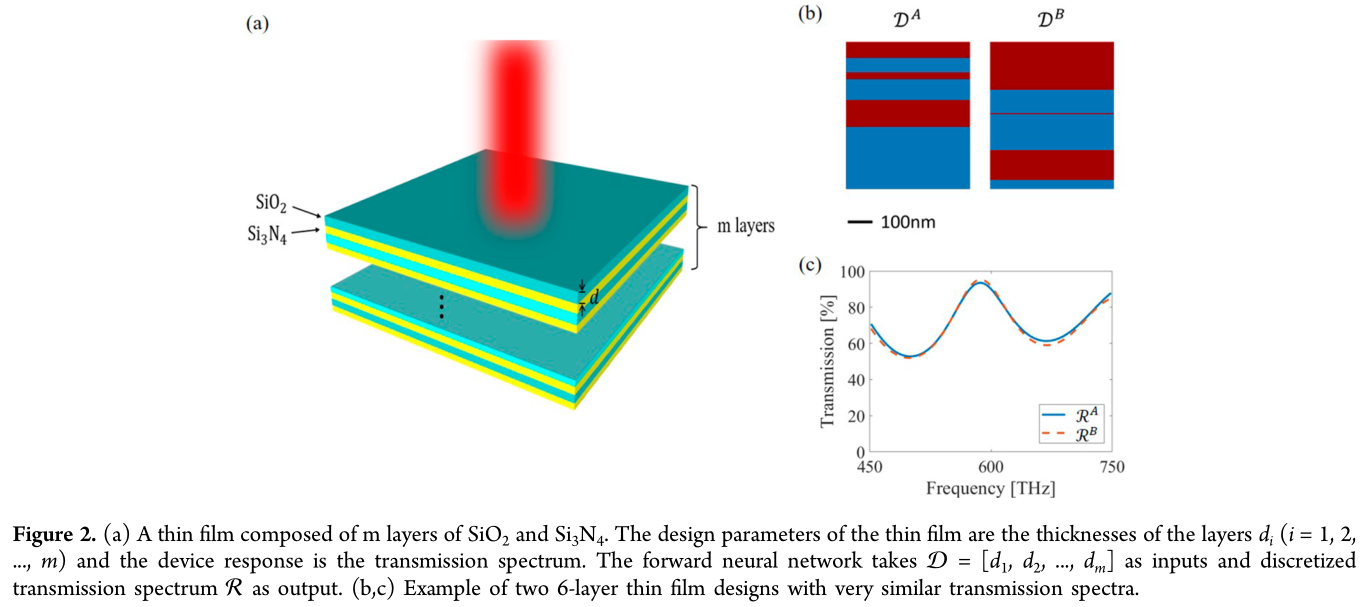 (a)
SiO₂
Si₃N₄
m layers
d
(b)
𝒟ᴬ
𝒟ᴮ
100nm
(c)
100
80
60
40
20
0
Transmission [%]
ℛᴬ
ℛᴮ
450
600
750
Frequency [THz]
Figure 2. (a) A thin film composed of m layers of SiO₂ and Si₃N₄. The design parameters of the thin film are the thicknesses of the layers dᵢ (i = 1, 2,
..., m) and the device response is the transmission spectrum. The forward neural network takes 𝒟 = [d₁, d₂, ..., dₘ] as inputs and discretized
transmission spectrum ℛ as output. (b,c) Example of two 6-layer thin film designs with very similar transmission spectra.